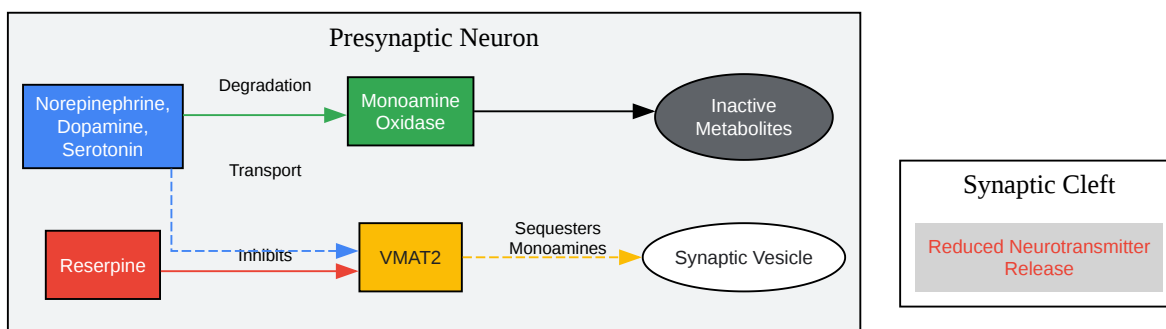 Presynaptic Neuron
Degradation
Norepinephrine,
Dopamine,
Serotonin
Monoamine
Oxidase
Inactive
Metabolites
Transport
Synaptic Cleft
Reduced Neurotransmitter
Release
Reserpine
Inhibits
VMAT2
Sequesters
Monoamines
Synaptic Vesicle